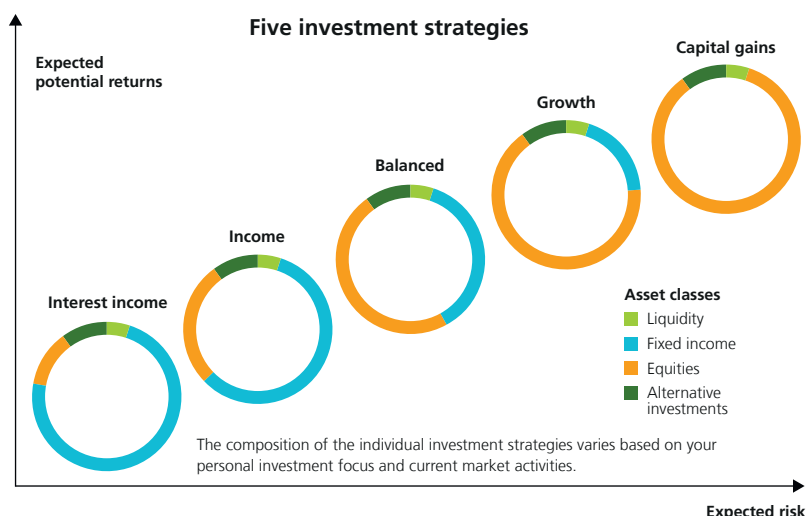 Five investment strategies
Expected
potential returns
Capital gains
Growth
Balanced
Income
Interest income
Asset classes
Liquidity
Fixed income
Equities
Alternative
investments
The composition of the individual investment strategies varies based on your
personal investment focus and current market activities.
Expected risk